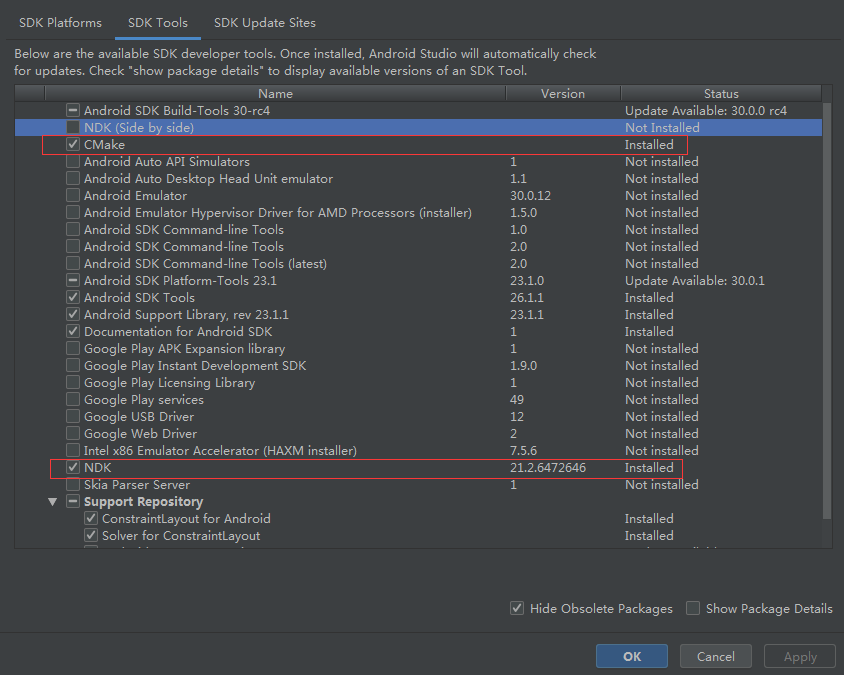 SDK Platforms SDK Tools SDK Update Sites
Below are the available SDK developer tools. Once installed, Android Studio will automatically check
for updates. Check "show package details" to display available versions of an SDK Tool.
Name Version Status
Android SDK Build-Tools 30-rc4 Update Available: 30.0.0 rc4
NDK (Side by side) Not Installed
CMake Installed
Android Auto API Simulators 1 Not installed
Android Auto Desktop Head Unit emulator 1.1 Not installed
Android Emulator 30.0.12 Not installed
Android Emulator Hypervisor Driver for AMD Processors (installer) 1.5.0 Not installed
Android SDK Command-line Tools 1.0 Not installed
Android SDK Command-line Tools 2.0 Not installed
Android SDK Command-line Tools (latest) 2.0 Not installed
Android SDK Platform-Tools 23.1 23.1.0 Update Available: 30.0.1
Android SDK Tools 26.1.1 Installed
Android Support Library, rev 23.1.1 23.1.1 Installed
Documentation for Android SDK 1 Installed
Google Play APK Expansion library 1 Not installed
Google Play Instant Development SDK 1.9.0 Not installed
Google Play Licensing Library 1 Not installed
Google Play services 49 Not installed
Google USB Driver 12 Not installed
Google Web Driver 2 Not installed
Intel x86 Emulator Accelerator (HAXM installer) 7.5.6 Not installed
NDK 21.2.6472646 Installed
Skia Parser Server 1 Not installed
Support Repository
ConstraintLayout for Android Installed
Solver for ConstraintLayout Installed
Hide Obsolete Packages Show Package Details
OK Cancel Apply